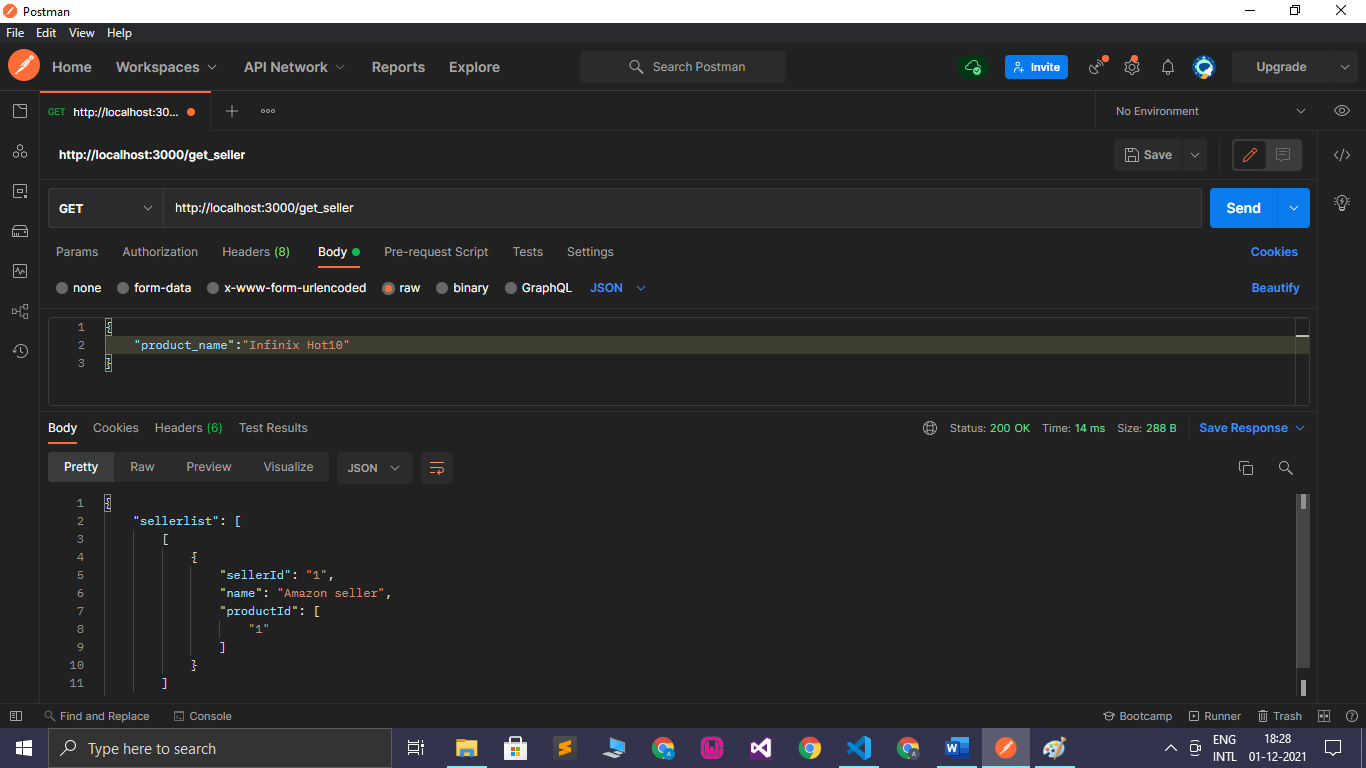 Postman
File Edit View Help
Home Workspaces API Network Reports Explore Search Postman Invite Upgrade
GET http://localhost:30... No Environment
http://localhost:3000/get_seller Save
GET http://localhost:3000/get_seller Send
Params Authorization Headers (8) Body Pre-request Script Tests Settings Cookies
none form-data x-www-form-urlencoded raw binary GraphQL JSON Beautify
1 {
2 "product_name":"Infinix Hot10"
3 }
Body Cookies Headers (6) Test Results Status: 200 OK Time: 14 ms Size: 288 B Save Response
Pretty Raw Preview Visualize JSON
1 {
2 "sellerlist": [
3 [
4 {
5 "sellerId": "1",
6 "name": "Amazon seller",
7 "productId": [
8 "1"
9 ]
10 }
11 ]
Find and Replace Console Bootcamp Runner Trash
Type here to search ENG 18:28
INTL 01-12-2021